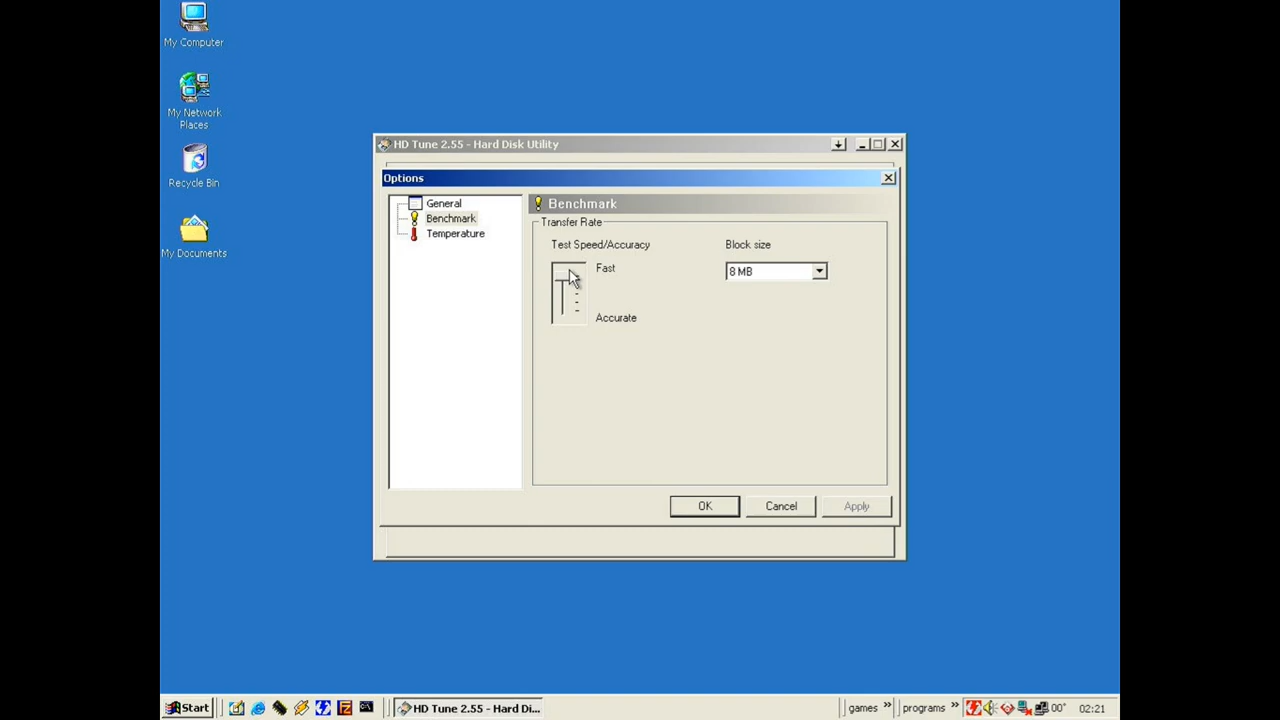 My Computer
My Network
Places
Recycle Bin
My Documents
HD Tune 2.55 - Hard Disk Utility
Options
General
Benchmark
Temperature
Benchmark
Transfer Rate
Test Speed/Accuracy
Block size
Fast
8 MB
Accurate
OK
Cancel
Apply
Start
HD Tune 2.55 - Hard Di...
games »
programs »
00°
02:21